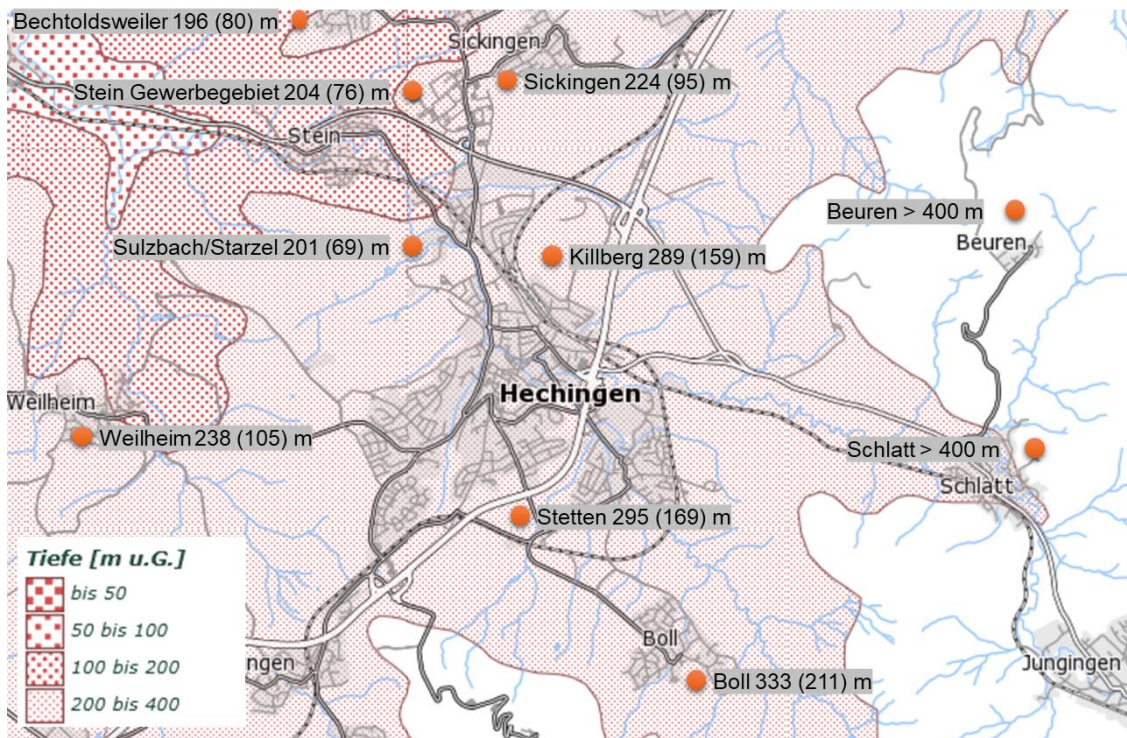 Bechtoldsweiler 196 (80) m
Sickingen
Stein Gewerbegebiet 204 (76) m
Sickingen 224 (95) m
Stein
Beuren > 400 m
Beuren
Sulzbach/Starzel 201 (69) m
Killberg 289 (159) m
Hechingen
Weilheim
Weilheim 238 (105) m
Schlatt > 400 m
Schlatt
Stetten 295 (169) m
Tiefe [m u.G.]
bis 50
50 bis 100
100 bis 200
200 bis 400
ngen
Boll
Boll 333 (211) m
Jungingen